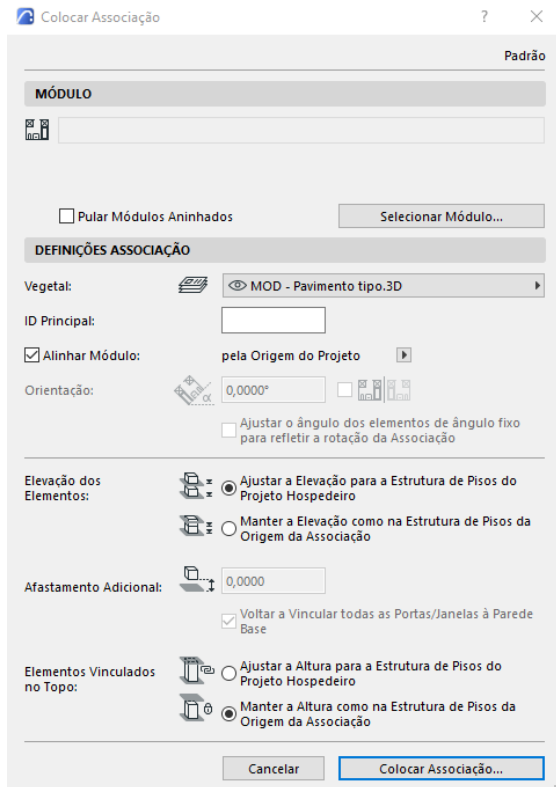 Colocar Associação
?
Padrão
MÓDULO
Pular Módulos Aninhados
Selecionar Módulo...
DEFINIÇÕES ASSOCIAÇÃO
Vegetal:
MOD - Pavimento tipo.3D
ID Principal:
Alinhar Módulo:
pela Origem do Projeto
Orientação:
α
0,0000°
Ajustar o ângulo dos elementos de ângulo fixo
para refletir a rotação da Associação
Elevação dos
Elementos:
Ajustar a Elevação para a Estrutura de Pisos do
Projeto Hospedeiro
Manter a Elevação como na Estrutura de Pisos da
Origem da Associação
Afastamento Adicional:
0,0000
Voltar a Vincular todas as Portas/Janelas à Parede
Base
Elementos Vinculados
no Topo:
Ajustar a Altura para a Estrutura de Pisos do
Projeto Hospedeiro
Manter a Altura como na Estrutura de Pisos da
Origem da Associação
Cancelar
Colocar Associação...